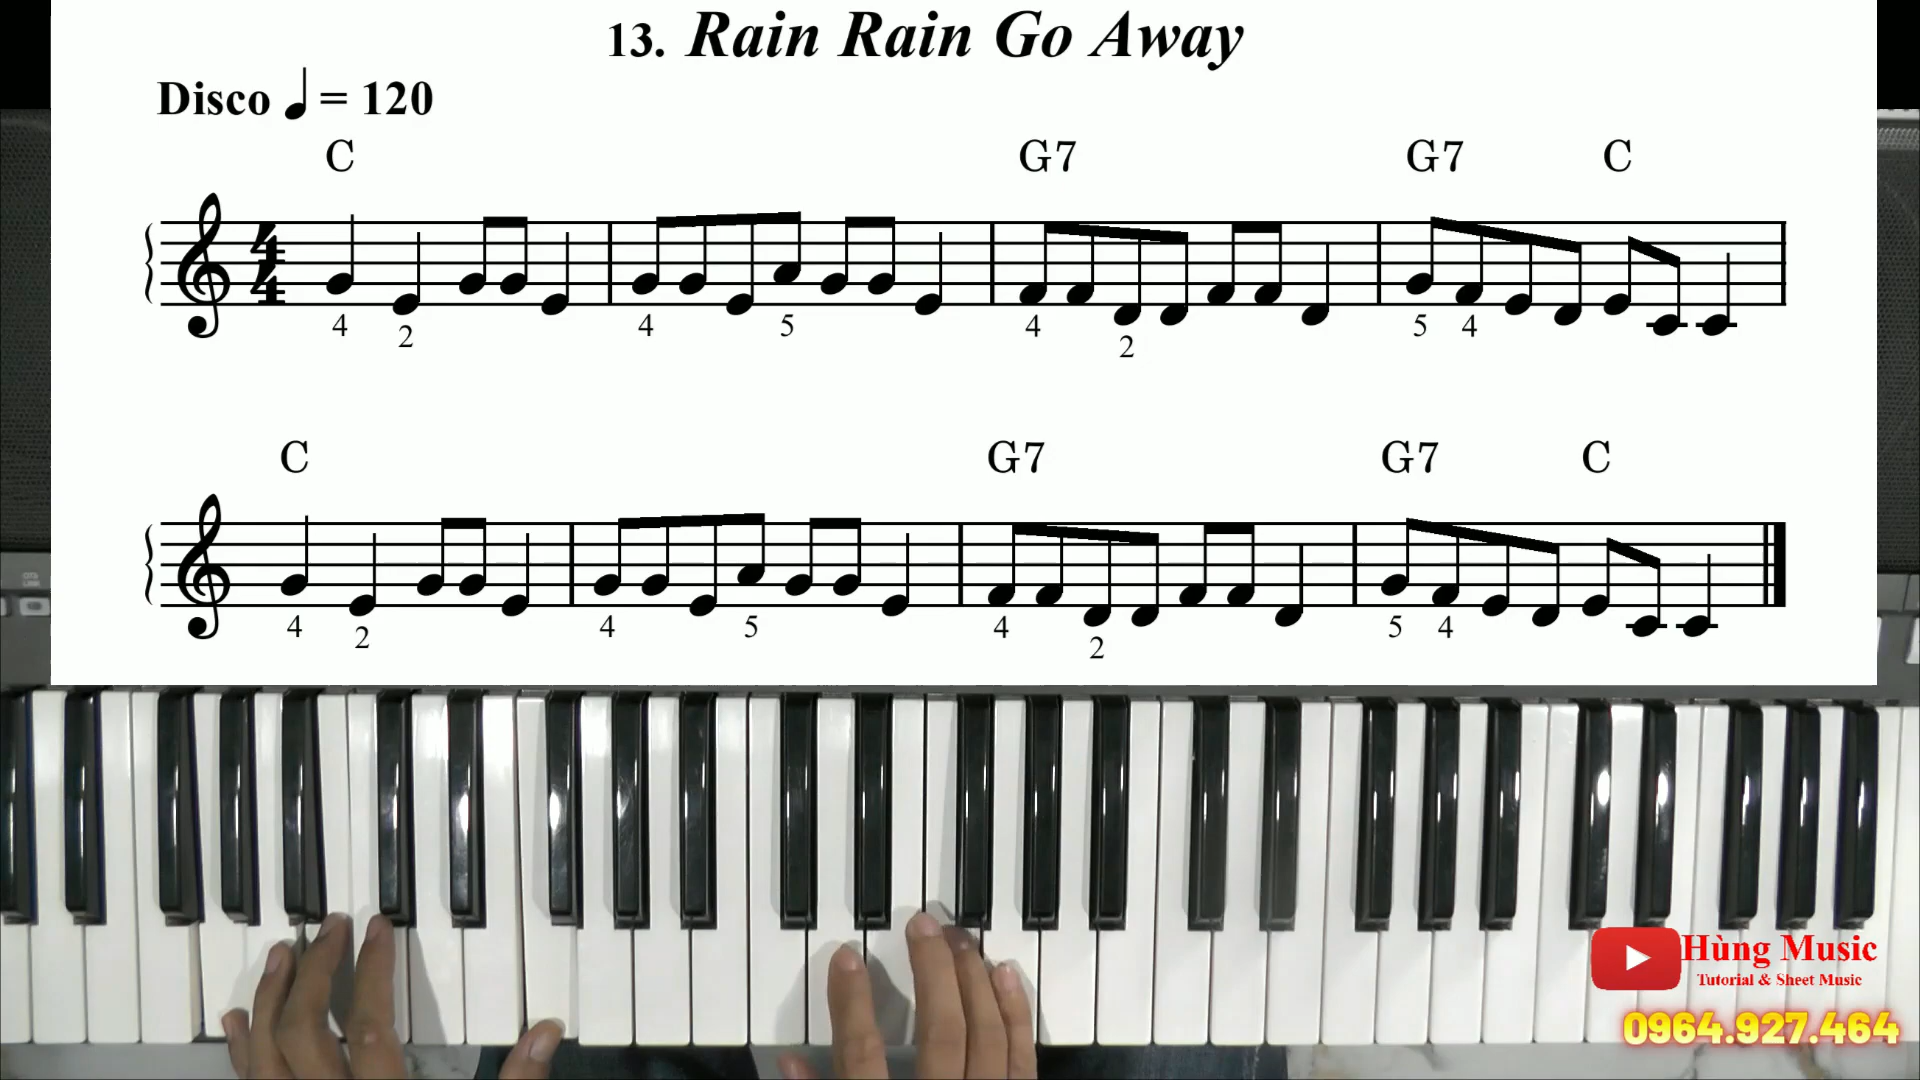 13. Rain Rain Go Away
Disco ♩ = 120
C G7 G7 C
4 2 4 5 4 2 5 4
C G7 G7 C
4 2 4 5 4 2 5 4
Hùng Music
Tutorial & Sheet Music
0964.927.464